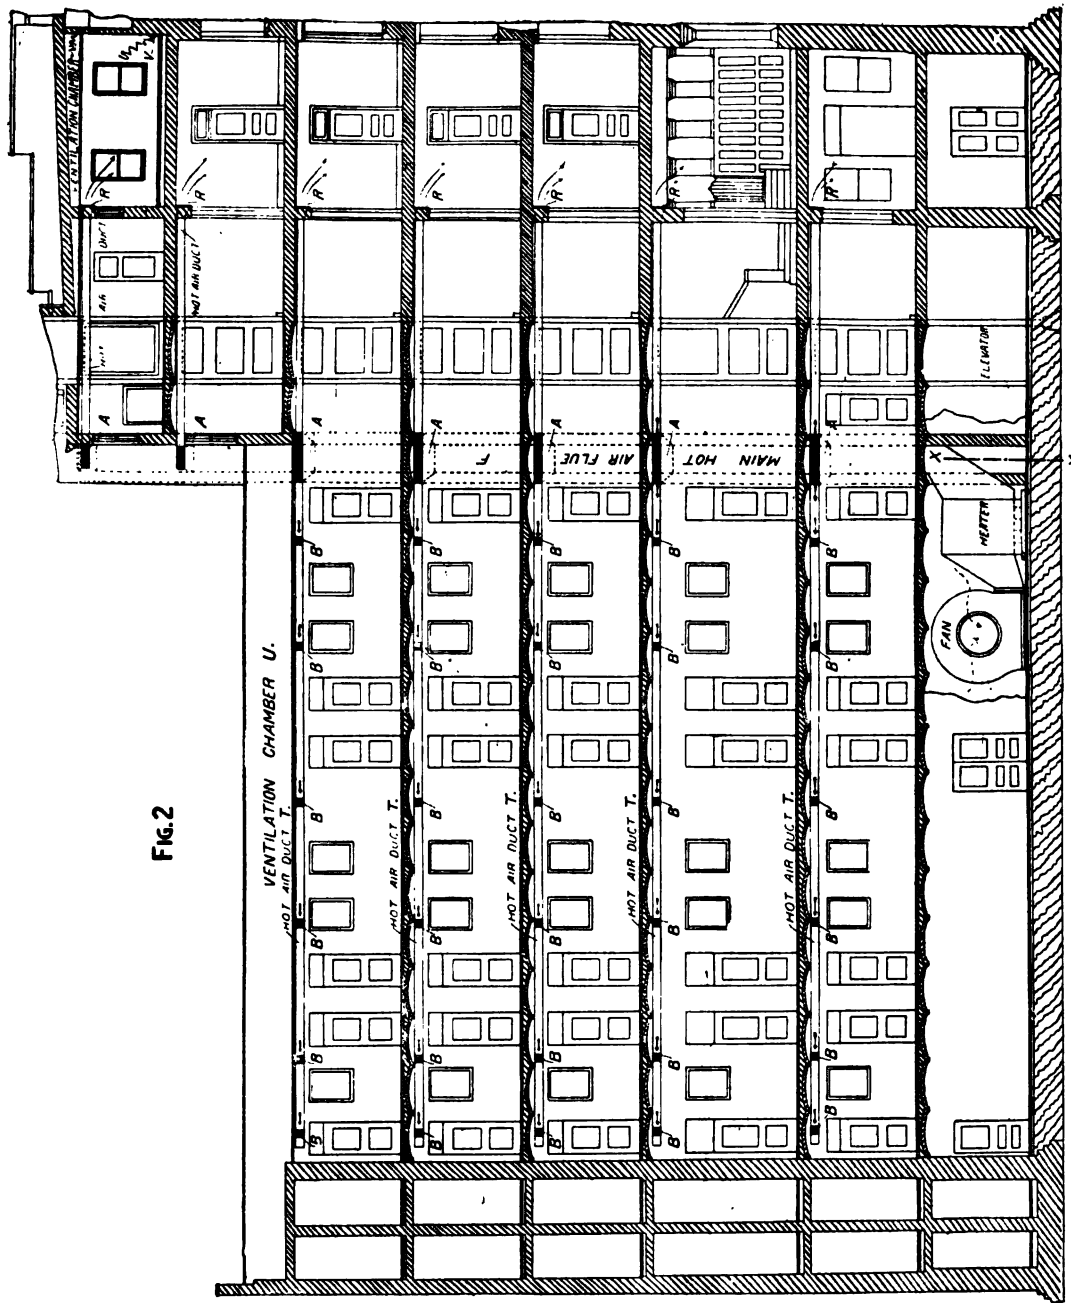 FIG. 2
VENTILATION CHAMBER U.
HOT AIR DUCT T.
HOT AIR DUCT T.
HOT AIR DUCT T.
HOT AIR DUCT T.
HOT AIR DUCT T.
MAIN HOT AIR FLUE F
HOT AIR DUCT
AIR DUCT
ELEVATOR
HEATER
FAN
X
X
U
V
R
R
R
R
R
R
R
A
A
A
A
A
A
A
B B B B' B' B'
B B B B' B' B'
B B B B' B' B'
B B B B' B' B'
B B B B' B' B'